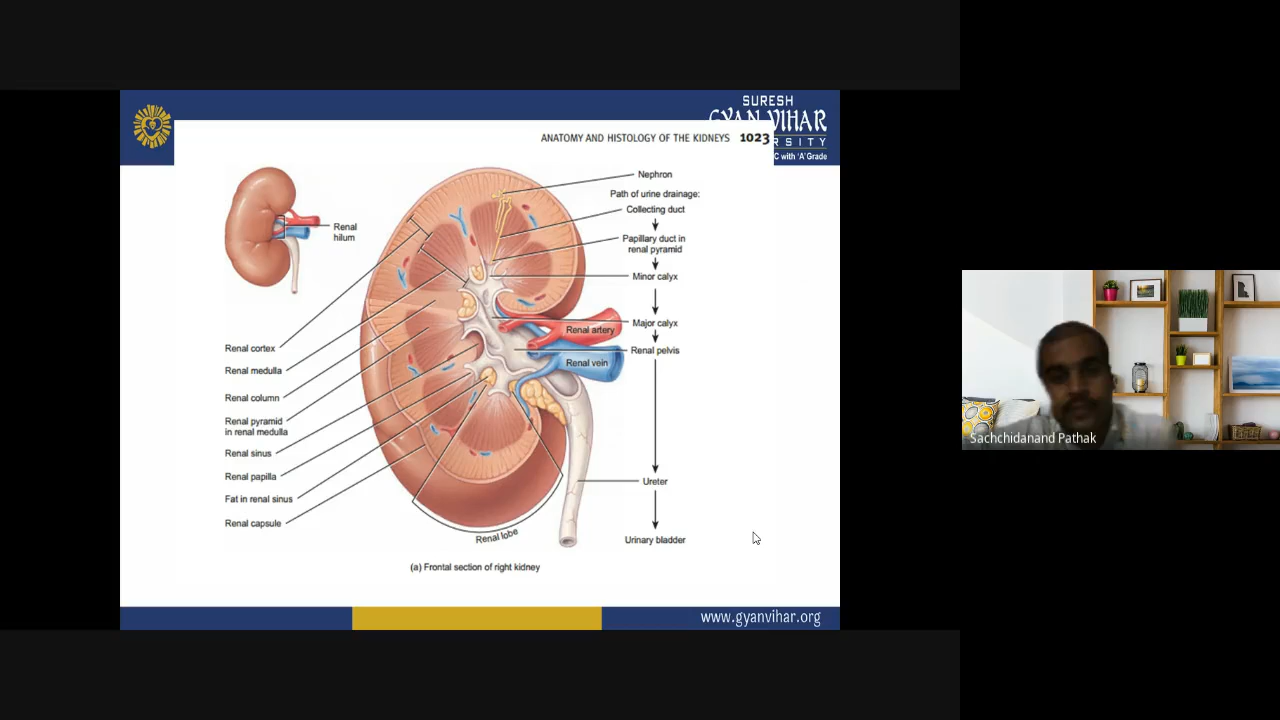 SURESH
GYAN VIHAR
RSITY
C with 'A' Grade
ANATOMY AND HISTOLOGY OF THE KIDNEYS 1023
Renal
hilum
Nephron
Path of urine drainage:
Collecting duct
Papillary duct in
renal pyramid
Minor calyx
Major calyx
Renal pelvis
Ureter
Urinary bladder
Renal artery
Renal vein
Renal cortex
Renal medulla
Renal column
Renal pyramid
in renal medulla
Renal sinus
Renal papilla
Fat in renal sinus
Renal capsule
Renal lobe
(a) Frontal section of right kidney
www.gyanvihar.org
Sachchidanand Pathak